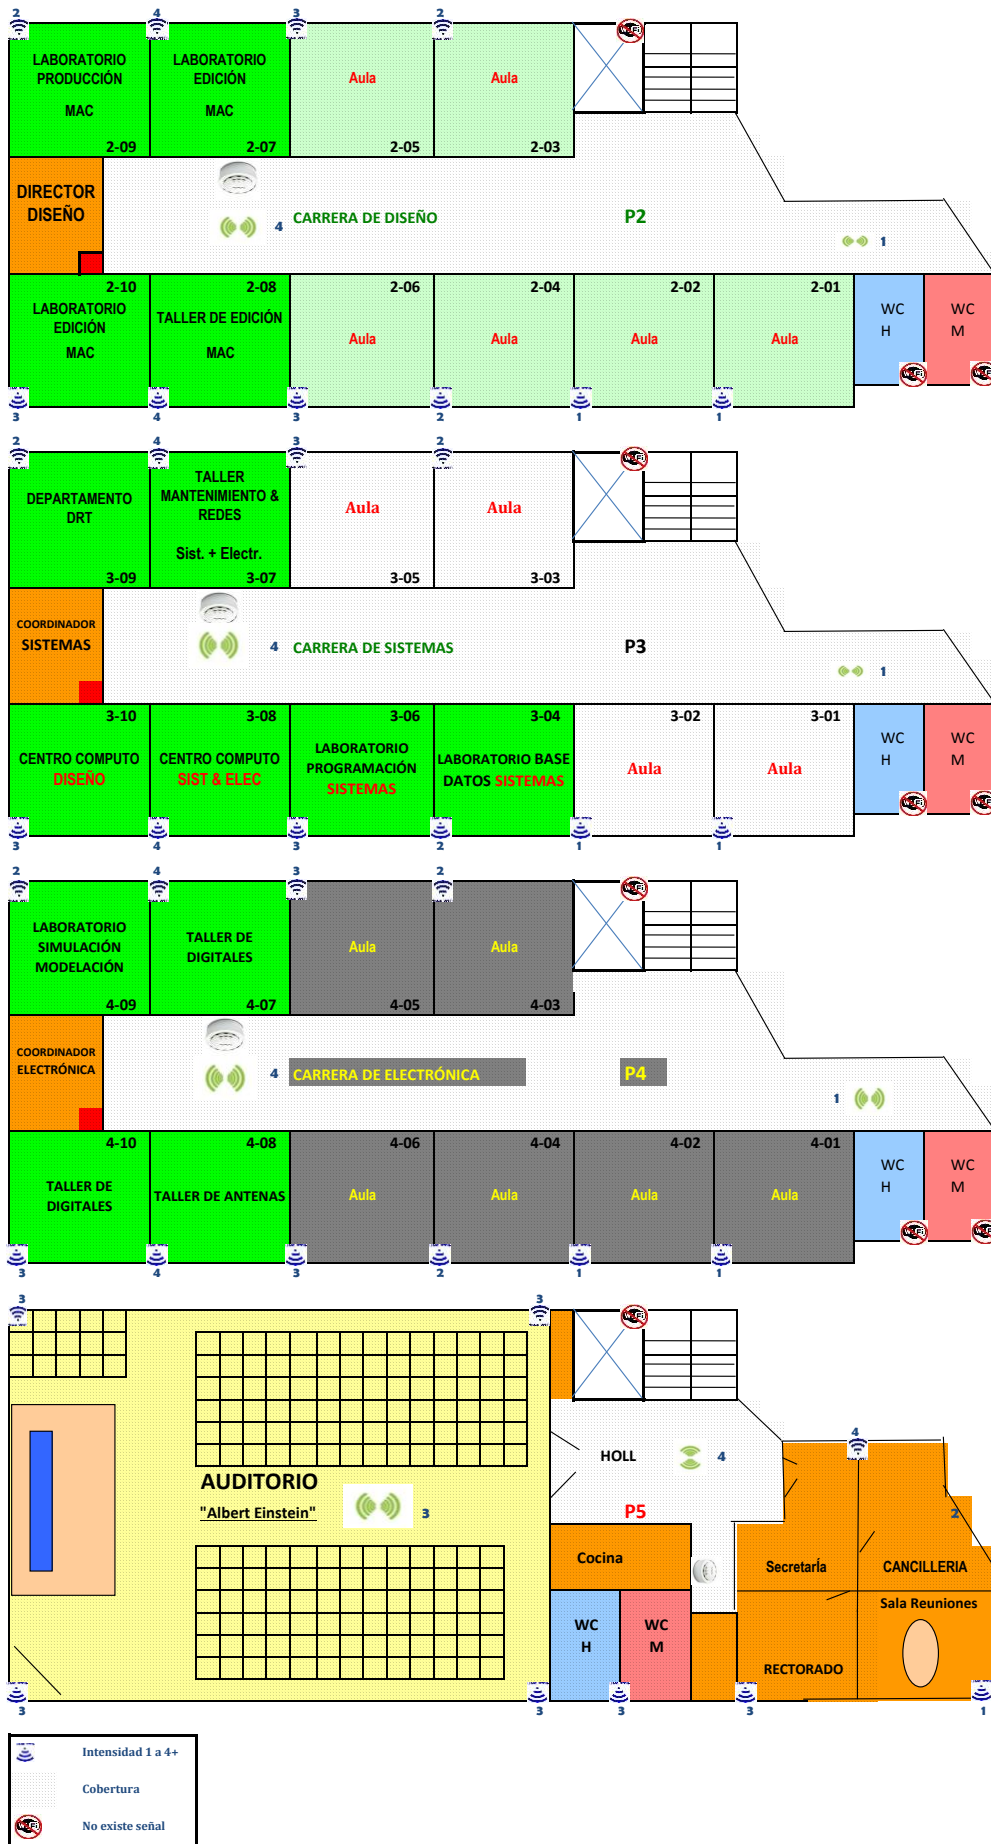 2 4 3 2
LABORATORIO PRODUCCIÓN
MAC
2-09
LABORATORIO EDICIÓN
MAC
2-07
Aula
2-05
Aula
2-03
DIRECTOR DISEÑO
4
CARRERA DE DISEÑO
P2
1
2-10
LABORATORIO EDICIÓN
MAC
2-08
TALLER DE EDICIÓN
MAC
2-06
Aula
2-04
Aula
2-02
Aula
2-01
Aula
WC H
WC M
3 4 3 2 1 1
2 4 3 2
DEPARTAMENTO DRT
3-09
TALLER MANTENIMIENTO & REDES
Sist. + Electr.
3-07
Aula
3-05
Aula
3-03
COORDINADOR SISTEMAS
4
CARRERA DE SISTEMAS
P3
1
3-10
CENTRO COMPUTO DISEÑO
3-08
CENTRO COMPUTO SIST & ELEC
3-06
LABORATORIO PROGRAMACIÓN SISTEMAS
3-04
LABORATORIO BASE DATOS SISTEMAS
3-02
Aula
3-01
Aula
WC H
WC M
3 4 3 2 1 1
2 4 3 2
LABORATORIO SIMULACIÓN MODELACIÓN
4-09
TALLER DE DIGITALES
4-07
Aula
4-05
Aula
4-03
COORDINADOR ELECTRÓNICA
4
CARRERA DE ELECTRÓNICA
P4
1
4-10
TALLER DE DIGITALES
4-08
TALLER DE ANTENAS
4-06
Aula
4-04
Aula
4-02
Aula
4-01
Aula
WC H
WC M
3 4 3 2 1 1
3 3
HOLL
4
4
AUDITORIO
"Albert Einstein"
3
P5
2
Cocina
Secretaría
CANCILLERIA
Sala Reuniones
WC H
WC M
RECTORADO
3 3 3 3 1
Intensidad 1 a 4+
Cobertura
No existe señal